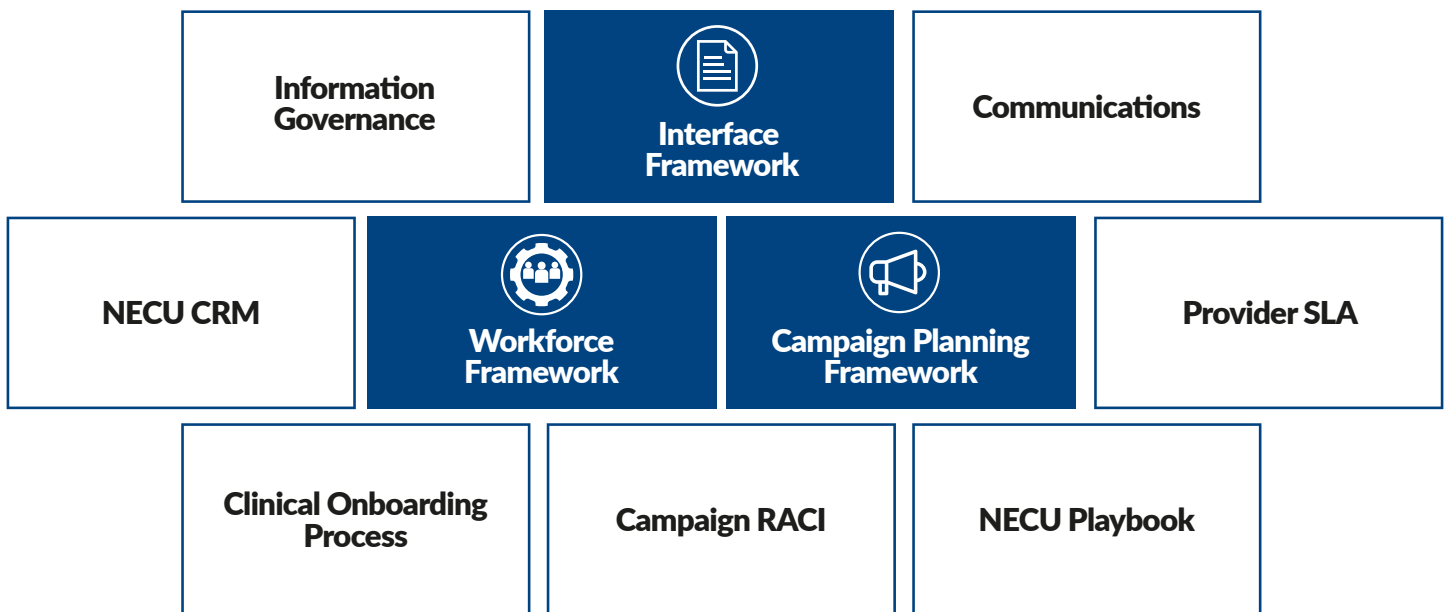 Information
Governance
Interface
Framework
Communications
NECU CRM
Workforce
Framework
Campaign Planning
Framework
Provider SLA
Clinical Onboarding
Process
Campaign RACI
NECU Playbook